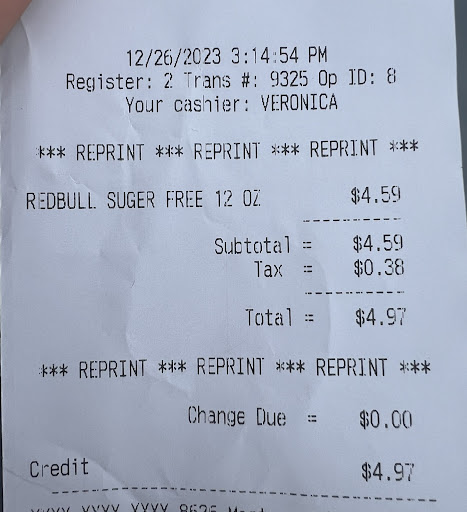 12/26/2023 3:14:54 PM
Register: 2 Trans #: 9325 Op ID: 8
Your cashier: VERONICA
*** REPRINT *** REPRINT *** REPRINT ***
REDBULL SUGER FREE 12 OZ $4.59
Subtotal = $4.59
Tax = $0.38
Total = $4.97
*** REPRINT *** REPRINT *** REPRINT ***
Change Due = $0.00
Credit $4.97